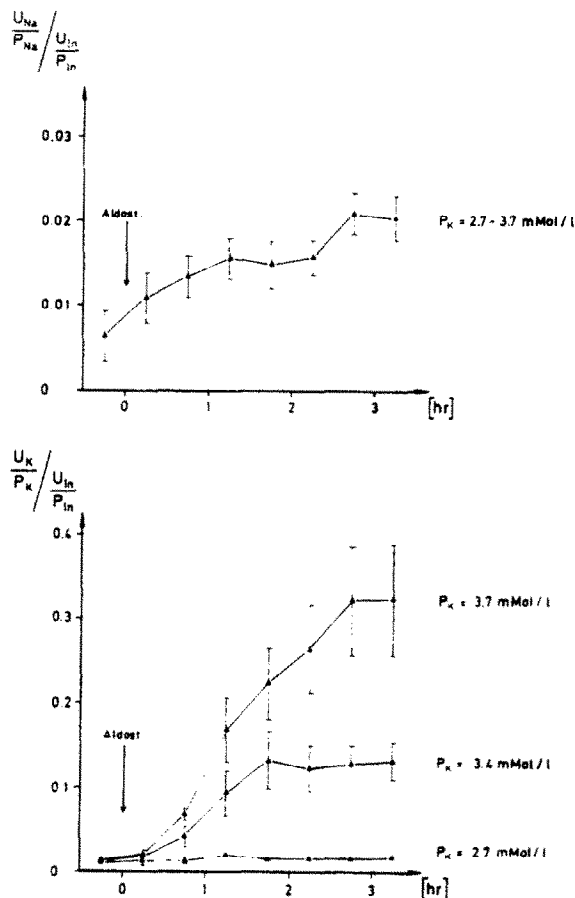 U_Na/P_Na / U_In/P_In
0.03
Aldost.
0.02
P_K = 2.7 - 3.7 mMol / L
0.01
0
0 1 2 3 [hr]
U_K/P_K / U_In/P_In
0.4
P_K = 3.7 mMol / L
0.3
0.2
Aldost
P_K = 3.4 mMol / L
0.1
P_K = 2.7 mMol / L
0
0 1 2 3 [hr]